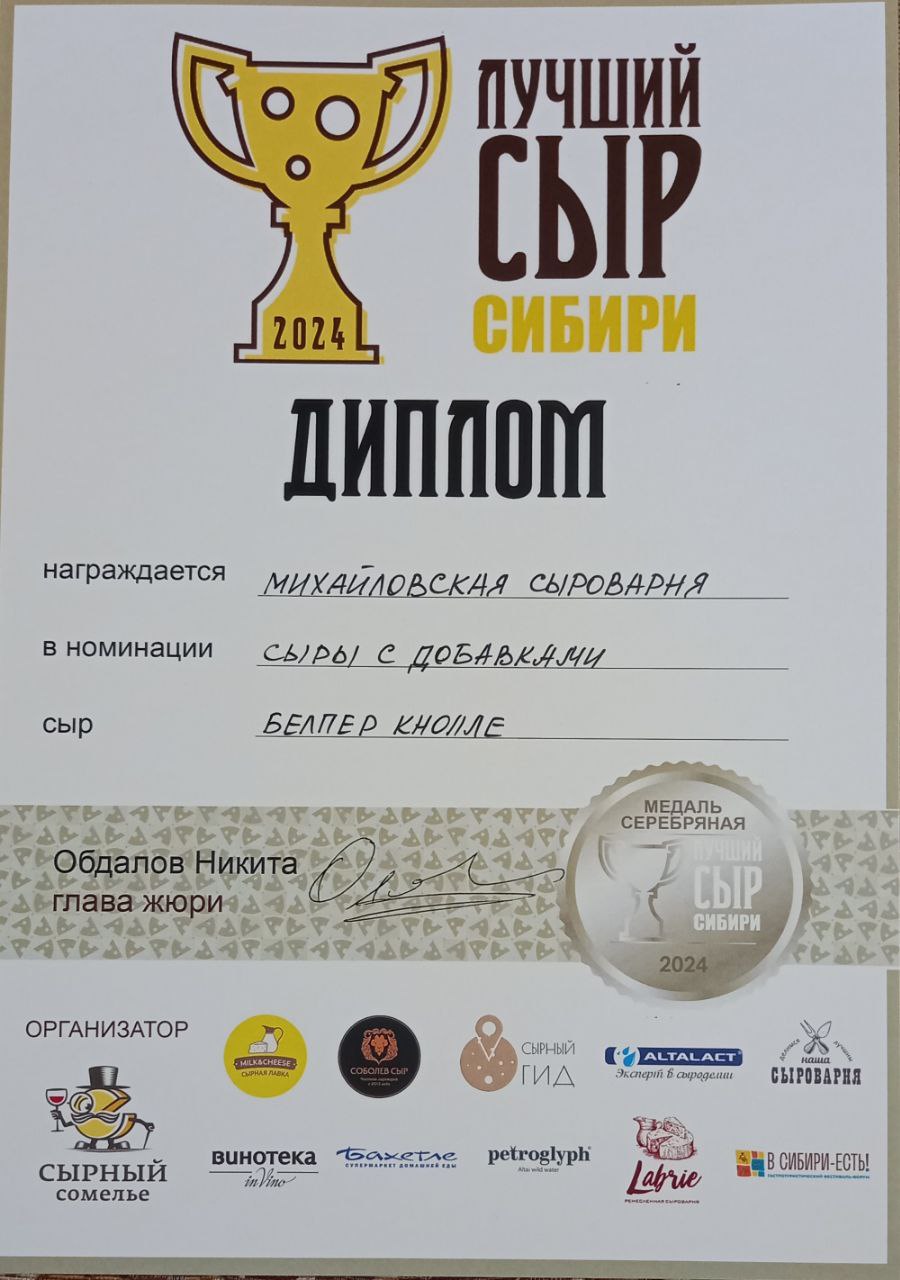 ЛУЧШИЙ
СЫР
СИБИРИ
2024
ДИПЛОМ
награждается МИХАЙЛОВСКАЯ СЫРОВАРНЯ
в номинации СЫРЫ С ДОБАВКАМИ
сыр БЕЛПЕР КНОЛЛЕ
МЕДАЛЬ
СЕРЕБРЯНАЯ
ЛУЧШИЙ
СЫР
СИБИРИ
2024
Обдалов Никита
глава жюри
ОРГАНИЗАТОР
СЫРНЫЙ
сомелье
MILK&CHEESE
СЫРНАЯ ЛАВКА
СОБОЛЕВ СЫР
СЫРНЫЙ
ГИД
ALTALACT
Эксперт в сыроделии
делаемся лучшим
наша
СЫРОВАРНЯ
ВИНОТЕКА
inVino
Бахетле
СУПЕРМАРКЕТ ДОМАШНЕЙ ЕДЫ
petroglyph
Altai wild water
Labrie
РЕМЕСЛЕННАЯ СЫРОВАРНЯ
В СИБИРИ-ЕСТЬ!
ГАСТРОТУРИСТИЧЕСКИЙ ФЕСТИВАЛЬ-ФОРУМ